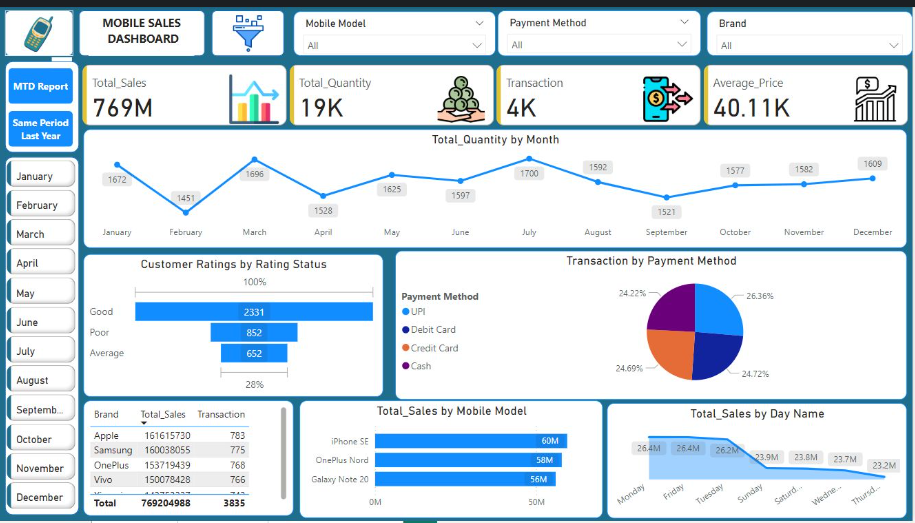 MOBILE SALES
DASHBOARD
Mobile Model
All
Payment Method
All
Brand
All
MTD Report
Same Period
Last Year
January
February
March
April
May
June
July
August
Septemb...
October
November
December
Total_Sales
769M
Total_Quantity
19K
Transaction
4K
Average_Price
40.11K
Total_Quantity by Month
1672
1451
1696
1528
1625
1597
1700
1592
1521
1577
1582
1609
January February March April May June July August September October November December
Customer Ratings by Rating Status
100%
Good 2331
Poor 852
Average 652
28%
Transaction by Payment Method
Payment Method
UPI
Debit Card
Credit Card
Cash
24.22%
26.36%
24.69%
24.72%
Brand Total_Sales Transaction
Apple 161615730 783
Samsung 160038055 775
OnePlus 153719439 768
Vivo 150078428 766
Total 769204988 3835
Total_Sales by Mobile Model
iPhone SE 60M
OnePlus Nord 58M
Galaxy Note 20 56M
0M 50M
Total_Sales by Day Name
26.4M 26.4M 26.2M 23.9M 23.8M 23.7M 23.2M
Monday Friday Tuesday Sunday Saturd... Wedne... Thursd...